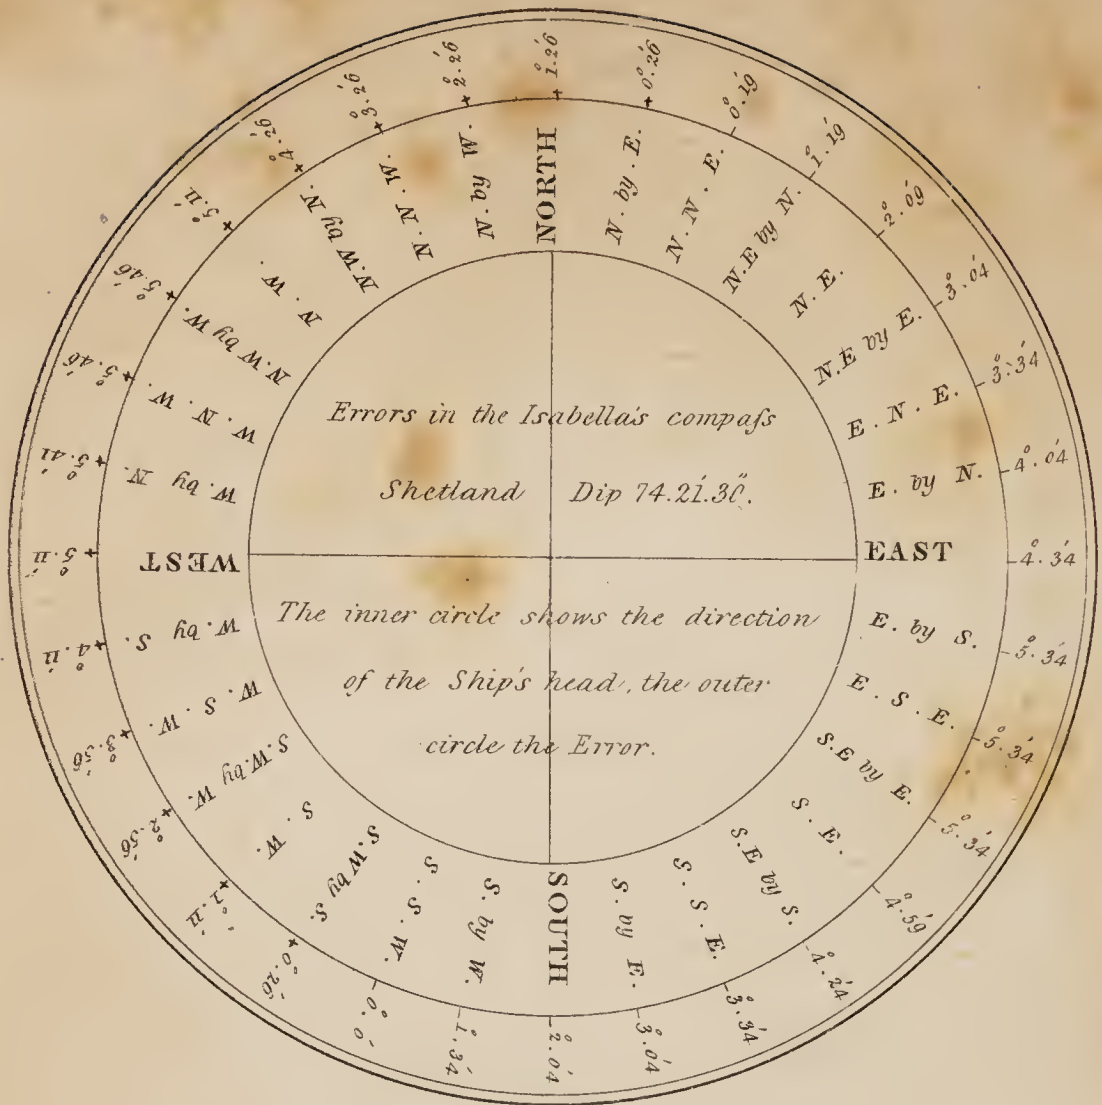 Errors in the Isabella's compaſs
Shetland Dip 74.21.30.
The inner circle shows the direction
of the Ship's head, the outer
circle the Error.
NORTH +1°.26′
N. by. E. +0°.26′
N. N. E. -0°.19′
N.E by N. -1°.19′
N. E. -2°.09′
N.E by E. -3°.04′
E. N. E. -3°.34′
E. by N. -4°.04′
EAST -4°.34′
E. by S. -5°.34′
E. S. E. -5°.34′
S.E by E. -5°.34′
S. E. -4°.59′
S.E by S. -4°.24′
S. S. E. -3°.34′
S. by E. -3°.04′
SOUTH -2°.04′
S. by W. -1°.34′
S. S. W. 0°.0′
S.W by S. +0°.26′
S. W. +1°.11′
S.W. by W. +2°.56′
W. S. W. +3°.56′
W. by. S +4°.11′
WEST +5°.11′
W. by N. +5°.41′
W. N. W. +5°.46′
N.W by W. +5°.46′
N. W. +5°.11′
N.W by N. +4°.26′
N. N. W. +3°.26′
N. by W. +2°.26′